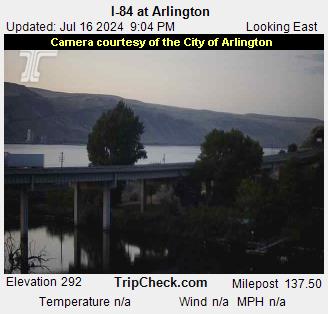 I-84 at Arlington
Updated: Jul 16 2024 9:04 PM Looking East
Camera courtesy of the City of Arlington
Elevation 292 TripCheck.com Milepost 137.50
Temperature n/a Wind n/a MPH n/a